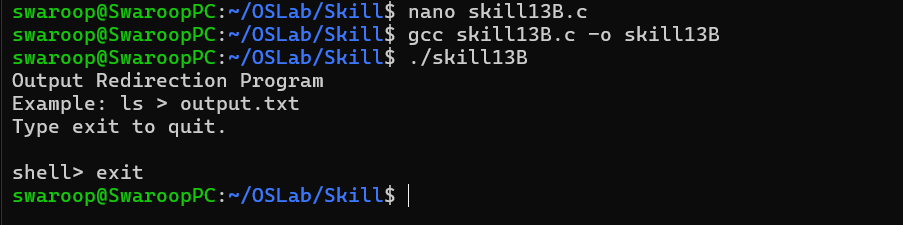 swaroop@SwaroopPC:~/OSLab/Skill$ nano skill13B.c
swaroop@SwaroopPC:~/OSLab/Skill$ gcc skill13B.c -o skill13B
swaroop@SwaroopPC:~/OSLab/Skill$ ./skill13B
Output Redirection Program
Example: ls > output.txt
Type exit to quit.
shell> exit
swaroop@SwaroopPC:~/OSLab/Skill$